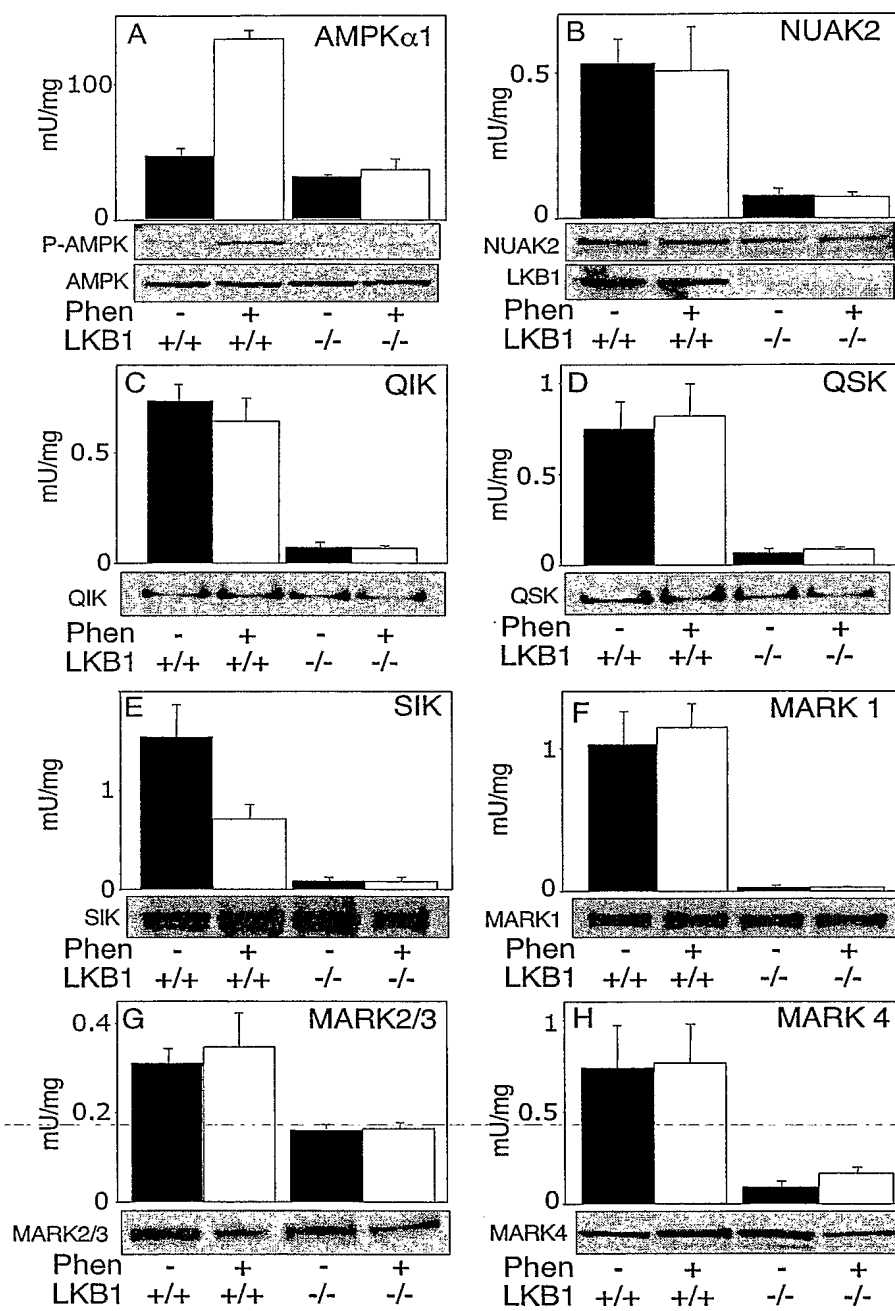 A AMPKα1
mU/mg
100
0
P-AMPK
AMPK
Phen - + - +
LKB1 +/+ +/+ -/- -/-
B NUAK2
mU/mg
0.5
0
NUAK2
LKB1
Phen - + - +
LKB1 +/+ +/+ -/- -/-
C QIK
mU/mg
0.5
0
QIK
Phen - + - +
LKB1 +/+ +/+ -/- -/-
D QSK
mU/mg
1
0.5
0
QSK
Phen - + - +
LKB1 +/+ +/+ -/- -/-
E SIK
mU/mg
1
0
SIK
Phen - + - +
LKB1 +/+ +/+ -/- -/-
F MARK 1
mU/mg
1
0
MARK1
Phen - + - +
LKB1 +/+ +/+ -/- -/-
G MARK2/3
mU/mg
0.4
0.2
0
MARK2/3
Phen - + - +
LKB1 +/+ +/+ -/- -/-
H MARK 4
mU/mg
1
0.5
0
MARK4
Phen - + - +
LKB1 +/+ +/+ -/- -/-